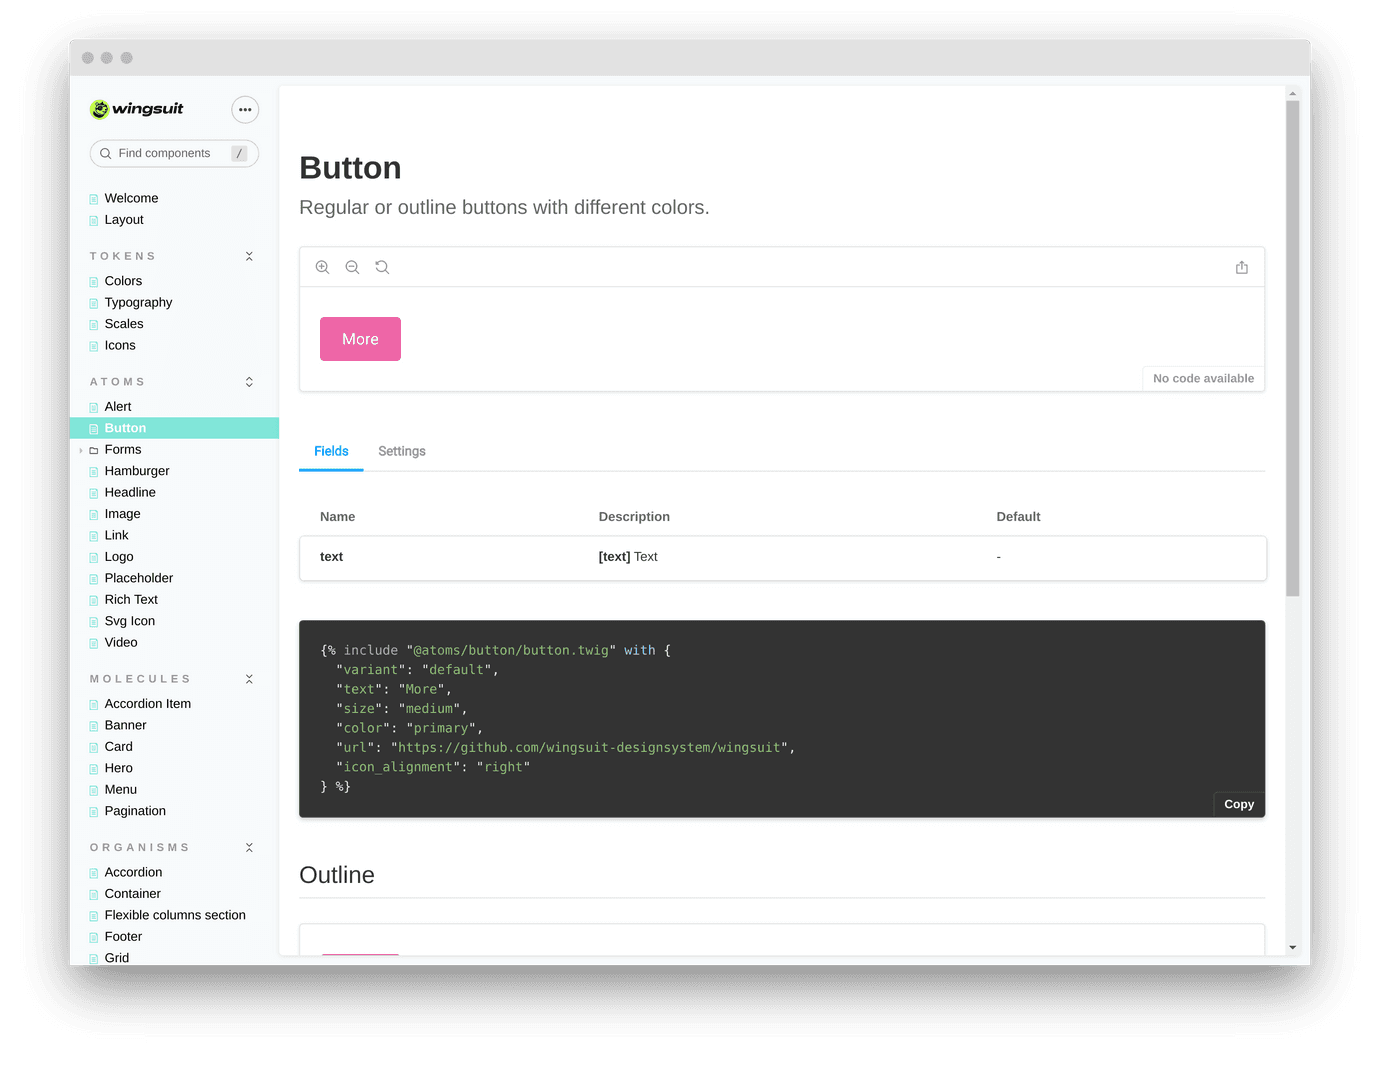 wingsuit
Find components /
Welcome
Layout
TOKENS
Colors
Typography
Scales
Icons
ATOMS
Alert
Button
Forms
Hamburger
Headline
Image
Link
Logo
Placeholder
Rich Text
Svg Icon
Video
MOLECULES
Accordion Item
Banner
Card
Hero
Menu
Pagination
ORGANISMS
Accordion
Container
Flexible columns section
Footer
Grid
Button
Regular or outline buttons with different colors.
More
No code available
Fields Settings
Name Description Default
text [text] Text -
{% include "@atoms/button/button.twig" with {
"variant": "default",
"text": "More",
"size": "medium",
"color": "primary",
"url": "https://github.com/wingsuit-designsystem/wingsuit",
"icon_alignment": "right"
} %}
Copy
Outline